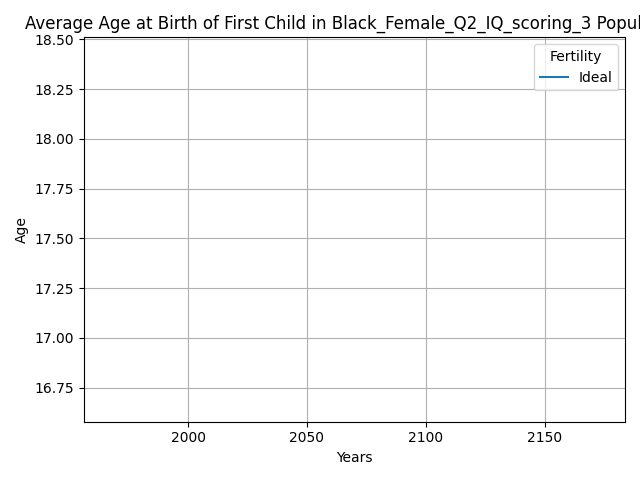 Average Age at Birth of First Child in Black_Female_Q2_IQ_scoring_3
18.50
18.25
18.00
17.75
17.50
17.25
17.00
16.75
Age
Fertility
Ideal
2000 2050 2100 2150
Years